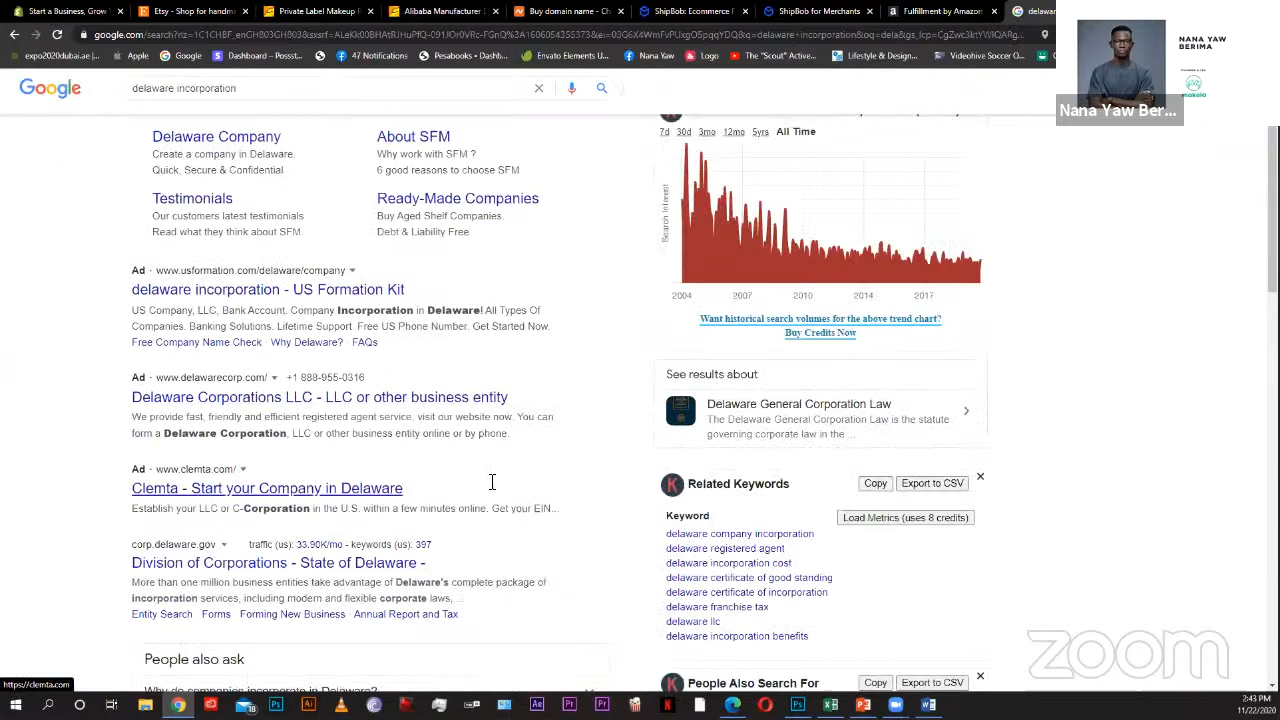 Start a Business, Grow
Etsy - Shop for handm
Private Label Makeup F
Alibaba Manufacturer
Buy domain name - Ch
ShipBob: Ecommerce F
ShipBob for Merchants
Fulfillment by Amazon
delaware in
expo2020dubai.ae
Apple
Google
Dashboard – Possst...
47 Notifications
Pesabooks -
Envato Elements U...
Nana Yaw
Logo
The "Scout" Active...
Videohive Soccer O...
NANA YAW
BERIMA
FOUNDER & CEO
makola
Nana Yaw Ber...
Google
delaware incorporation
Delaware Company
About SFM
Create a company in Delaware.
Why work with SFM ?
Quick, Secure & Confidential
6 good reasons to choose SFM
Testimonials
Ready-Made Companies
Our customers latest testimonials
Buy Aged Shelf Companies.
Read what they think about SFM.
Debt & Liability Free
Ad · www.usformation.com/delaware/company
delaware incorporation - US Formation Kit
US Company, LLC, Bank Account. Company Incorporation in Delaware! All Types Of
Companies. Banking Solutions. Lifetime Support. Free US Phone Number. Get Started Now.
Free Company Name Check · Why Delaware? · FAQs
Ad · www.delawarecorp.com/ +1 888-955-0316
Delaware Corporations LLC - LLC or other business entity
We provide fast, friendly and efficient registered agent service, visit our website now. You can
form a Delaware Corporation, LLC or other business entity online or by phone.
Ad · www.clemta.com/
Clemta - Start your Company in Delaware
Establish your LLC or C-Corporation in the U.S. within a few minutes online. Get your EIN...
corp.delaware.gov traffic (us): 33.90K/mo - keywords (us): 397
Division of Corporations - State of Delaware -
More than one million business entities take advantage of Delaware's complete package of
incorporation services, including modern and flexible corporate laws, ...
Entity Search · Forms · Forming New Business · Annual Report and Tax
People also ask
Why do companies incorporate in Delaware?
7d 30d 3mo 12mo 5yrs All Time
Search Interest
2004 2007 2010 2014 2017
Want historical search volumes for the above trend chart?
Buy Credits Now
See results about
Delaware General Corporation Law
The Delaware General Corporation Law is the statute
governing corporate law in the ...
K
Related Keywords
Copy
Export to CSV
Keyword
Load Metrics (uses 8 credits)
delaware company incorporation
delaware registered agent
delaware incorporation cost
delaware certificate of good standing
delaware certificate of incorporation
delaware franchise tax
delaware llc
delaware incorporation benefits
K
People Also Search For
Copy
Export to CSV
zoom
https://clemta.com
2:43 PM
11/22/2020